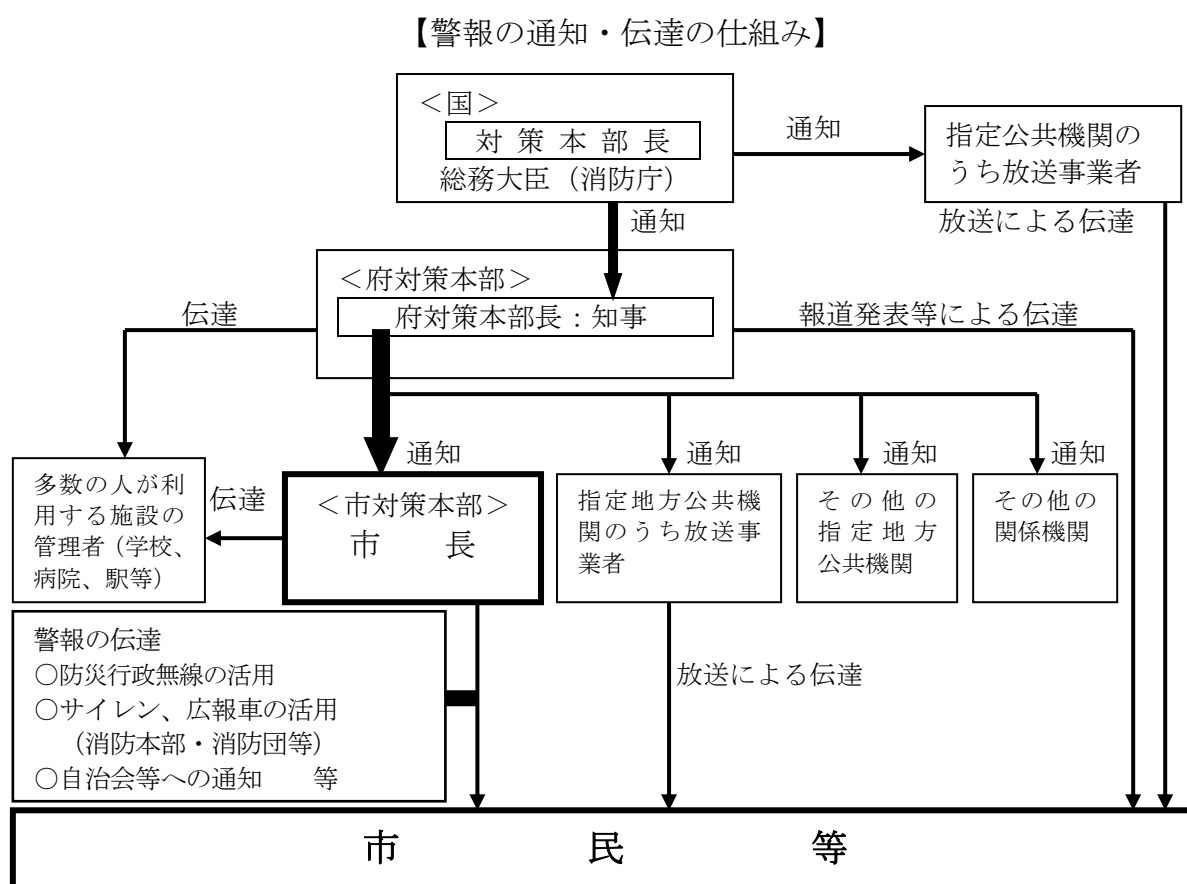 【警報の通知・伝達の仕組み】
＜国＞
対策本部長
総務大臣（消防庁）
通知
指定公共機関の
うち放送事業者
放送による伝達
通知
＜府対策本部＞
府対策本部長：知事
伝達
報道発表等による伝達
通知
通知
通知
通知
多数の人が利
用する施設の
管理者（学校、
病院、駅等）
伝達
＜市対策本部＞
市　　長
指定地方公共機
関のうち放送事
業者
その他の
指定地方
公共機関
その他の
関係機関
警報の伝達
○防災行政無線の活用
○サイレン、広報車の活用
（消防本部・消防団等）
○自治会等への通知　　等
放送による伝達
市　　民　　等